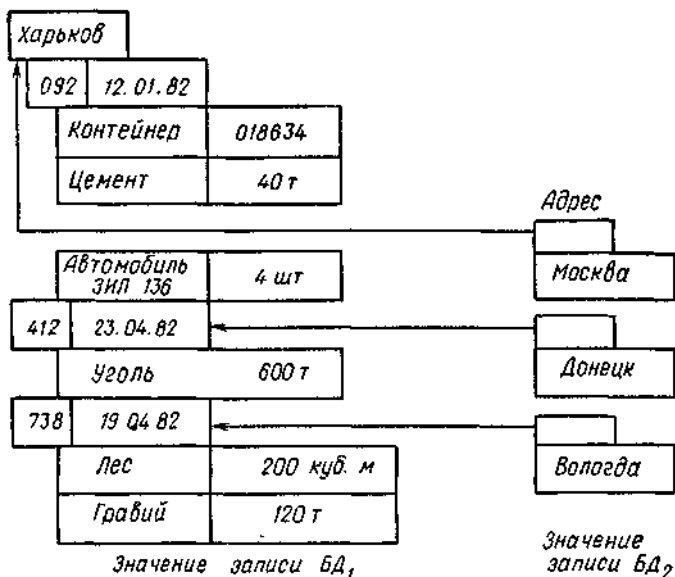 Харьков
092 12.01.82
Контейнер 018634
Цемент 40 т
Адрес
Москва
Автомобиль
ЗИП 136 4 шт
412 23.04.82
Донецк
Уголь 600 т
738 19 04 82
Вологда
Лес 200 куб. м
Гравий 120 т
Значение записи БД₁
Значение
записи БД₂